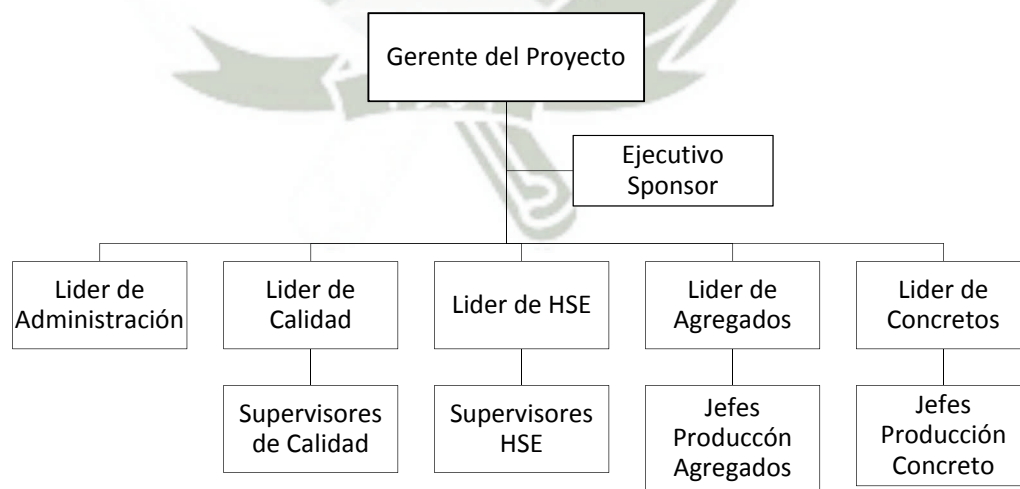 Gerente del Proyecto
Ejecutivo
Sponsor
Lider de
Administración
Lider de
Calidad
Lider de HSE
Lider de
Agregados
Lider de
Concretos
Supervisores
de Calidad
Supervisores
HSE
Jefes
Produccón
Agregados
Jefes
Producción
Concreto